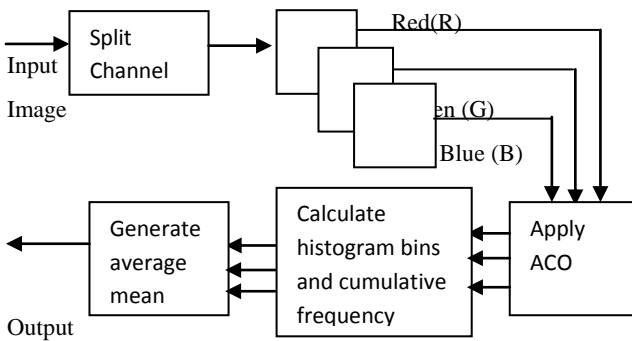 Input
Image
Split
Channel
Red(R)
en (G)
Blue (B)
Apply
ACO
Calculate
histogram bins
and cumulative
frequency
Generate
average
mean
Output